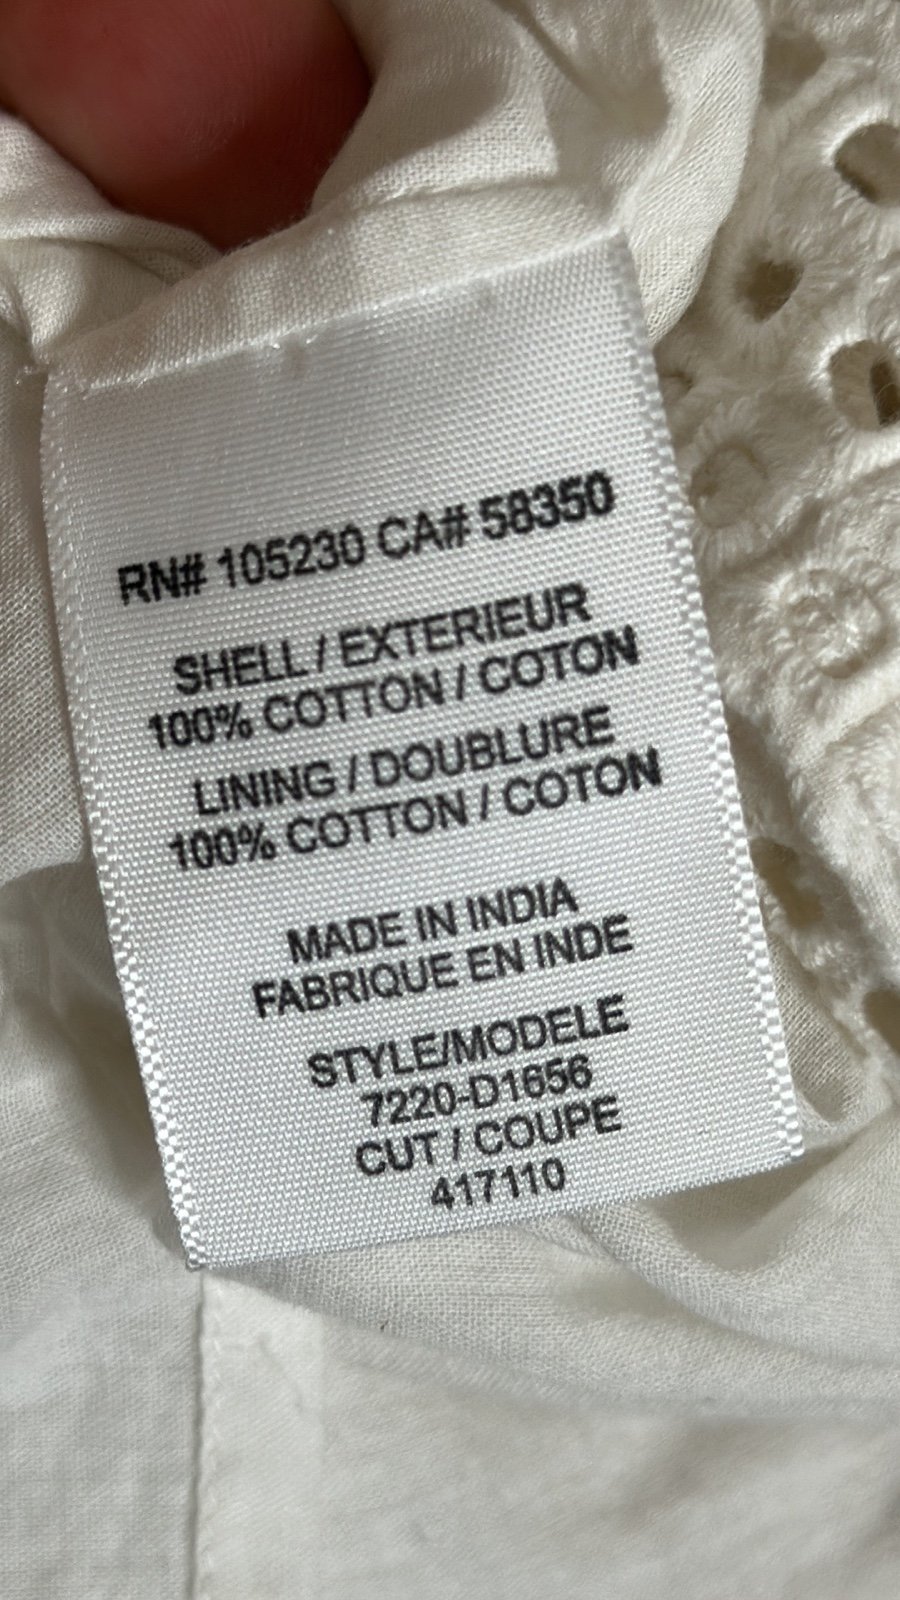 RN# 105230 CA# 58350
SHELL / EXTERIEUR
100% COTTON / COTON
LINING / DOUBLURE
100% COTTON / COTON
MADE IN INDIA
FABRIQUE EN INDE
STYLE/MODELE
7220-D1656
CUT / COUPE
417110